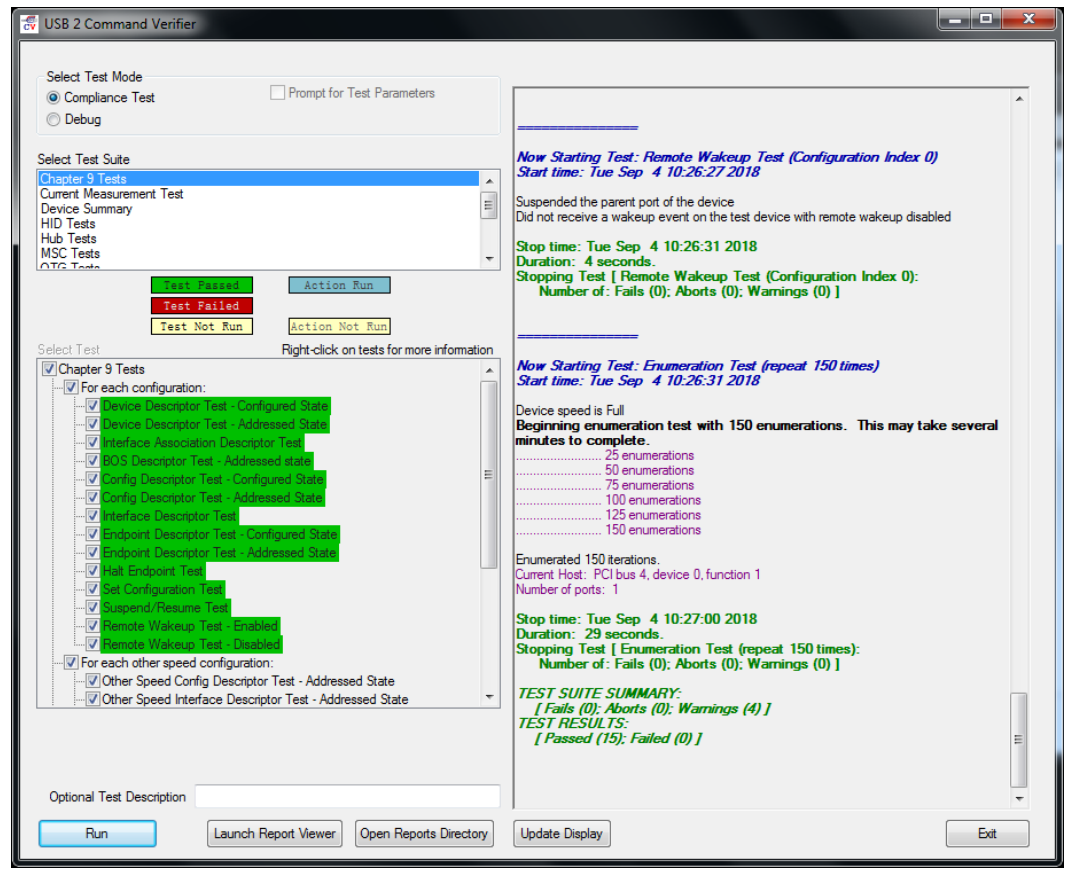 USB 2 Command Verifier
Select Test Mode
Compliance Test
Prompt for Test Parameters
Debug
Select Test Suite
Chapter 9 Tests
Current Measurement Test
Device Summary
HID Tests
Hub Tests
MSC Tests
OTG Tests
Test Passed
Action Run
Test Failed
Test Not Run
Action Not Run
Select Test
Right-click on tests for more information
Chapter 9 Tests
For each configuration:
Device Descriptor Test - Configured State
Device Descriptor Test - Addressed State
Interface Association Descriptor Test
BOS Descriptor Test - Addressed state
Config Descriptor Test - Configured State
Config Descriptor Test - Addressed State
Interface Descriptor Test
Endpoint Descriptor Test - Configured State
Endpoint Descriptor Test - Addressed State
Halt Endpoint Test
Set Configuration Test
Suspend/Resume Test
Remote Wakeup Test - Enabled
Remote Wakeup Test - Disabled
For each other speed configuration:
Other Speed Config Descriptor Test - Addressed State
Other Speed Interface Descriptor Test - Addressed State
Optional Test Description
Run
Launch Report Viewer
Open Reports Directory
===============
Now Starting Test: Remote Wakeup Test (Configuration Index 0)
Start time: Tue Sep  4 10:26:27 2018
Suspended the parent port of the device
Did not receive a wakeup event on the test device with remote wakeup disabled
Stop time: Tue Sep  4 10:26:31 2018
Duration:  4 seconds.
Stopping Test [ Remote Wakeup Test (Configuration Index 0):
Number of: Fails (0); Aborts (0); Warnings (0) ]
===============
Now Starting Test: Enumeration Test (repeat 150 times)
Start time: Tue Sep  4 10:26:31 2018
Device speed is Full
Beginning enumeration test with 150 enumerations.  This may take several
minutes to complete.
......................... 25 enumerations
......................... 50 enumerations
......................... 75 enumerations
......................... 100 enumerations
......................... 125 enumerations
......................... 150 enumerations
Enumerated 150 iterations.
Current Host:  PCI bus 4, device 0, function 1
Number of ports:  1
Stop time: Tue Sep  4 10:27:00 2018
Duration:  29 seconds.
Stopping Test [ Enumeration Test (repeat 150 times):
Number of: Fails (0); Aborts (0); Warnings (0) ]
TEST SUITE SUMMARY:
[ Fails (0); Aborts (0); Warnings (4) ]
TEST RESULTS:
[ Passed (15); Failed (0) ]
Update Display
Exit